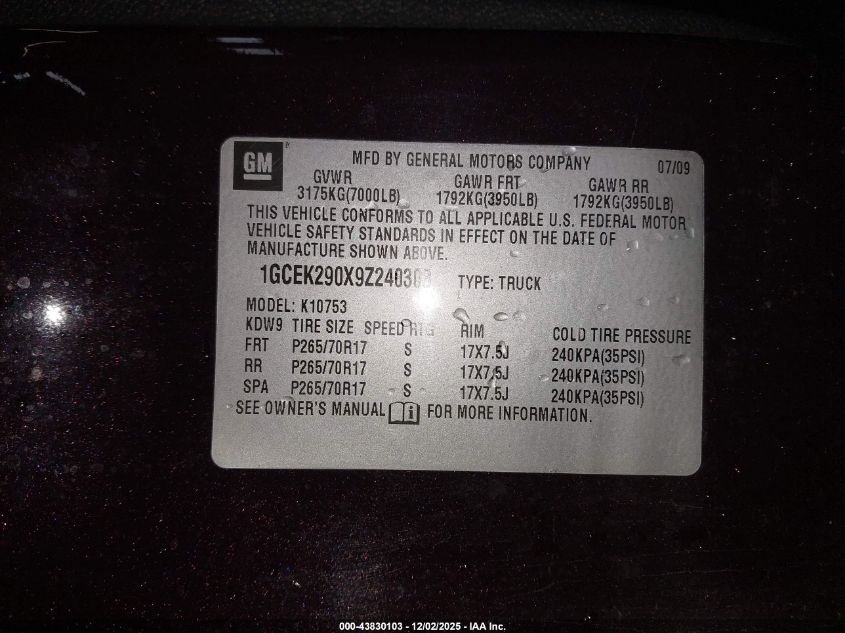 GM
MFD BY GENERAL MOTORS COMPANY 07/09
GVWR GAWR FRT GAWR RR
3175KG(7000LB) 1792KG(3950LB) 1792KG(3950LB)
THIS VEHICLE CONFORMS TO ALL APPLICABLE U.S. FEDERAL MOTOR
VEHICLE SAFETY STANDARDS IN EFFECT ON THE DATE OF
MANUFACTURE SHOWN ABOVE.
TYPE: TRUCK
MODEL: K10753
KDW9 TIRE SIZE SPEED RTG RIM COLD TIRE PRESSURE
FRT P265/70R17 S 17X7.5J 240KPA(35PSI)
RR P265/70R17 S 17X7.5J 240KPA(35PSI)
SPA P265/70R17 S 17X7.5J 240KPA(35PSI)
SEE OWNER'S MANUAL FOR MORE INFORMATION.
000-43830103 - 12/02/2025 - IAA Inc.